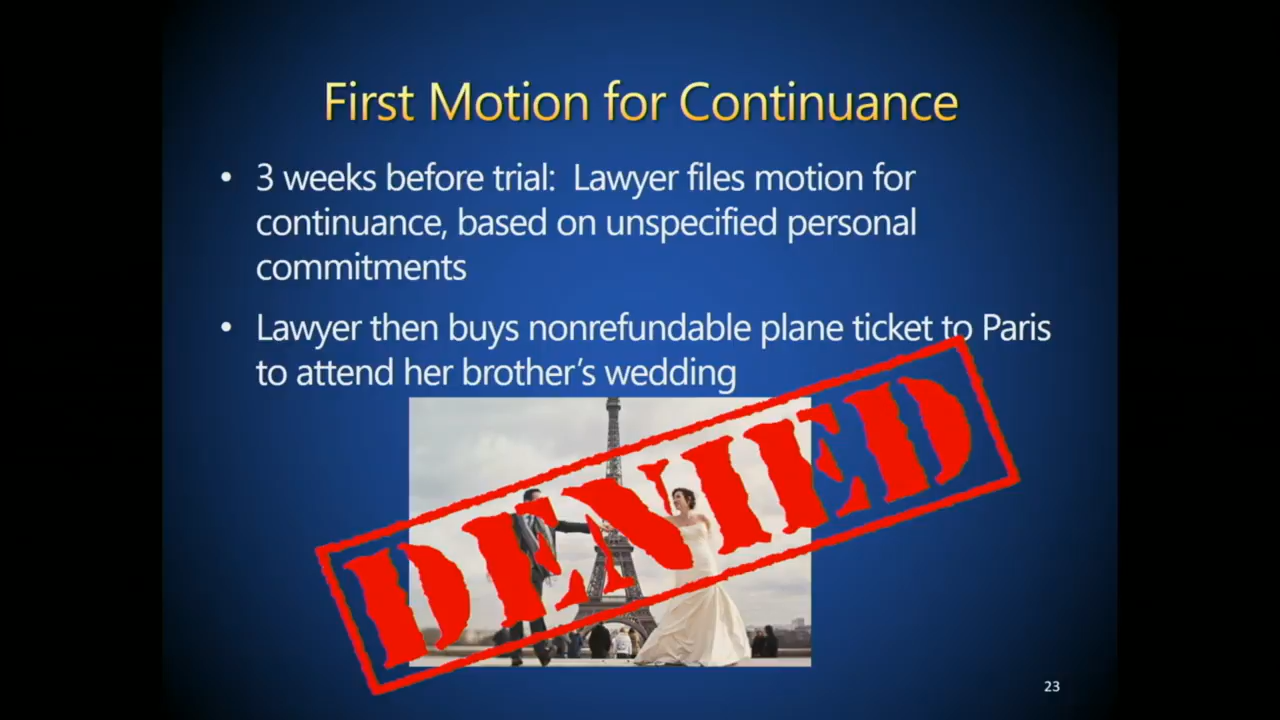 First Motion for Continuance
• 3 weeks before trial:  Lawyer files motion for
continuance, based on unspecified personal
commitments
• Lawyer then buys nonrefundable plane ticket to Paris
to attend her brother’s wedding
DENIED
23